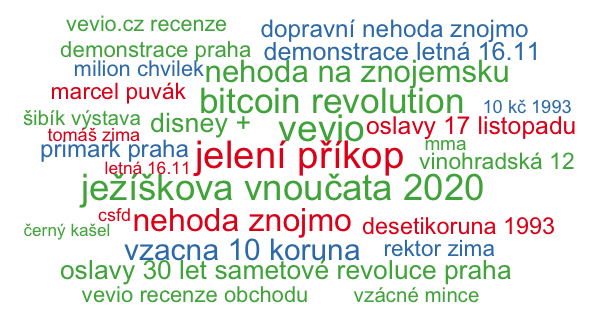 vevio.cz recenze
dopravní nehoda znojmo
demonstrace praha
demonstrace letná 16.11
milion chvilek
nehoda na znojemsku
marcel puvák
bitcoin revolution
10 kč 1993
šibík výstava
disney +
vevjo
oslavy 17 listopadu
tomáš zima
mma
primark praha
jelení příkop
vinohradská 12
letná 16.11
ježíškova vnoučata 2020
csfd
nehoda znojmo
desetikoruna 1993
černý kašel
vzacna 10 koruna
rektor zima
oslavy 30 let sametové revoluce praha
vevio recenze obchodu
vzácné mince